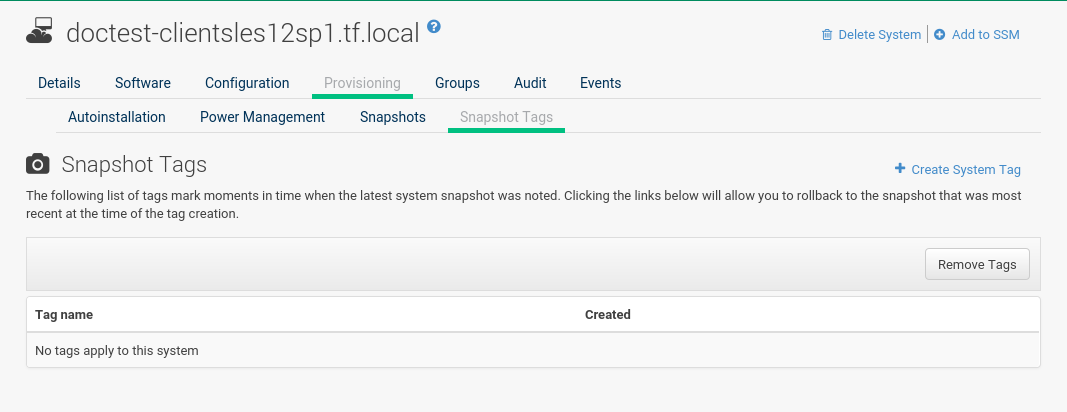 doctest-clientsles12sp1.tf.local ?
Delete System | Add to SSM
Details Software Configuration Provisioning Groups Audit Events
Autoinstallation Power Management Snapshots Snapshot Tags
Snapshot Tags
+ Create System Tag
The following list of tags mark moments in time when the latest system snapshot was noted. Clicking the links below will allow you to rollback to the snapshot that was most
recent at the time of the tag creation.
Remove Tags
Tag name Created
No tags apply to this system